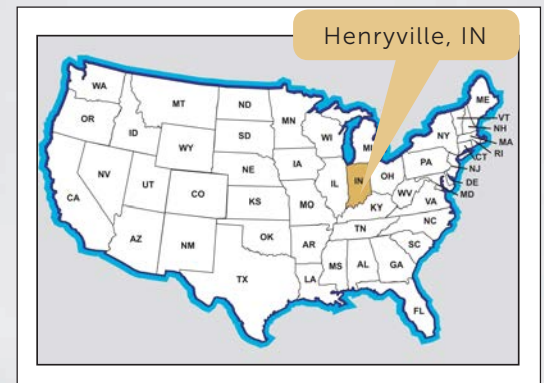 Henryville, IN
WA
MT
ND
MN
ME
VT
NH
MA
RI
CT
NJ
DE
MD
OR
ID
WY
SD
WI
MI
NY
NV
UT
CO
NE
IA
IL
IN
OH
PA
WV
VA
CA
KS
MO
KY
NC
AZ
NM
OK
AR
TN
SC
TX
LA
MS
AL
GA
FL